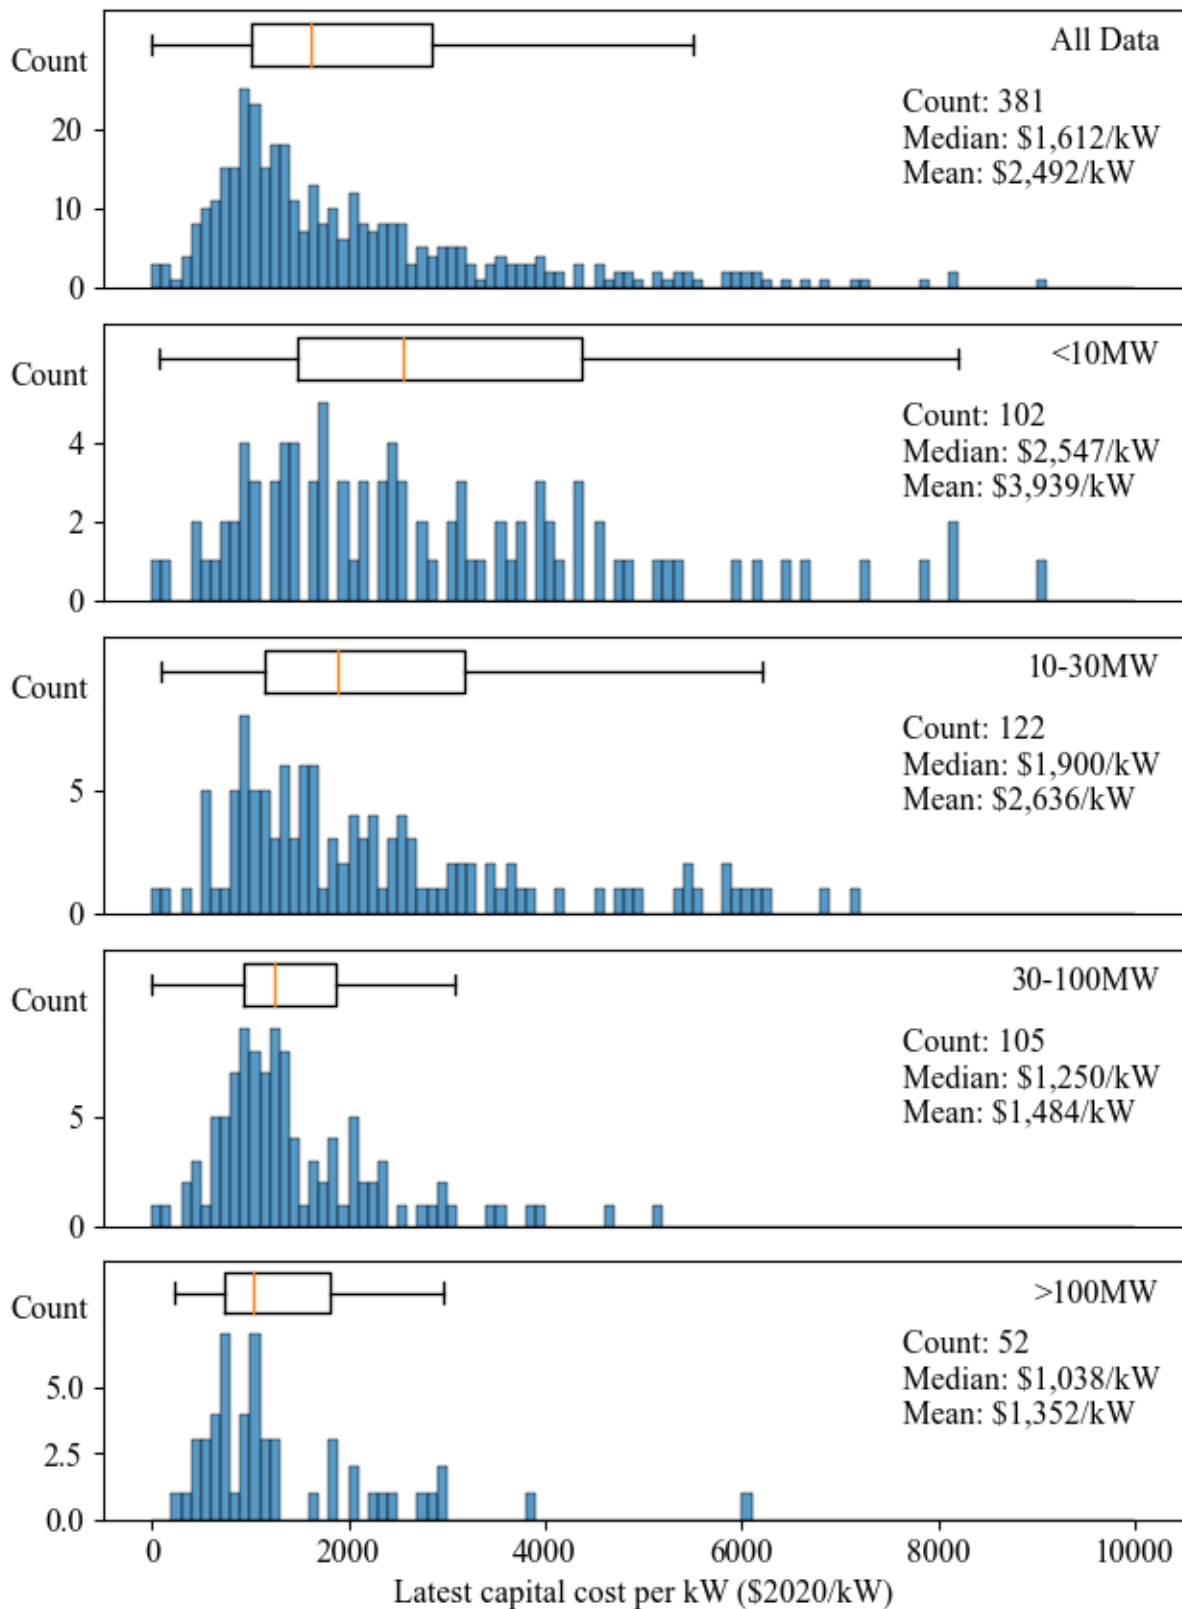 All Data
Count
Count: 381
Median: $1,612/kW
Mean: $2,492/kW
20
10
0
<10MW
Count
Count: 102
Median: $2,547/kW
Mean: $3,939/kW
4
2
0
10-30MW
Count
Count: 122
Median: $1,900/kW
Mean: $2,636/kW
5
0
30-100MW
Count
Count: 105
Median: $1,250/kW
Mean: $1,484/kW
5
0
>100MW
Count
Count: 52
Median: $1,038/kW
Mean: $1,352/kW
5.0
2.5
0.0
0 2000 4000 6000 8000 10000
Latest capital cost per kW ($2020/kW)